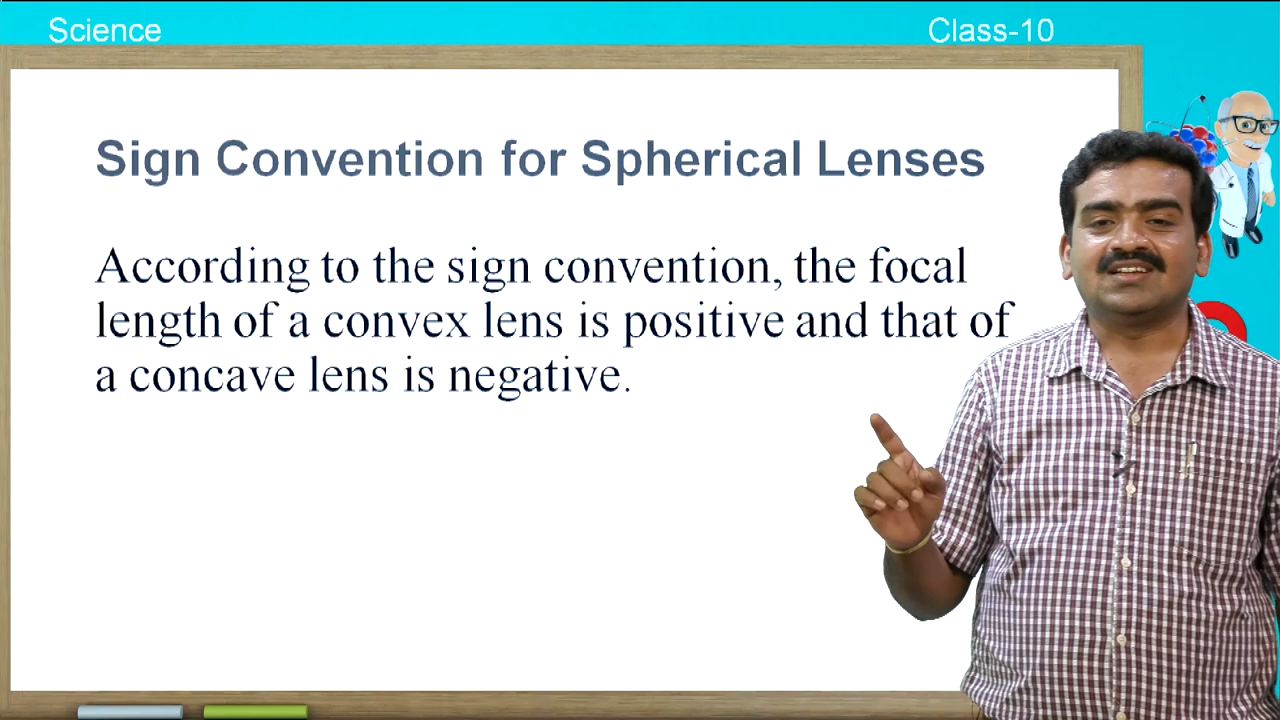 Science
Class-10
Sign Convention for Spherical Lenses
According to the sign convention, the focal
length of a convex lens is positive and that of
a concave lens is negative.